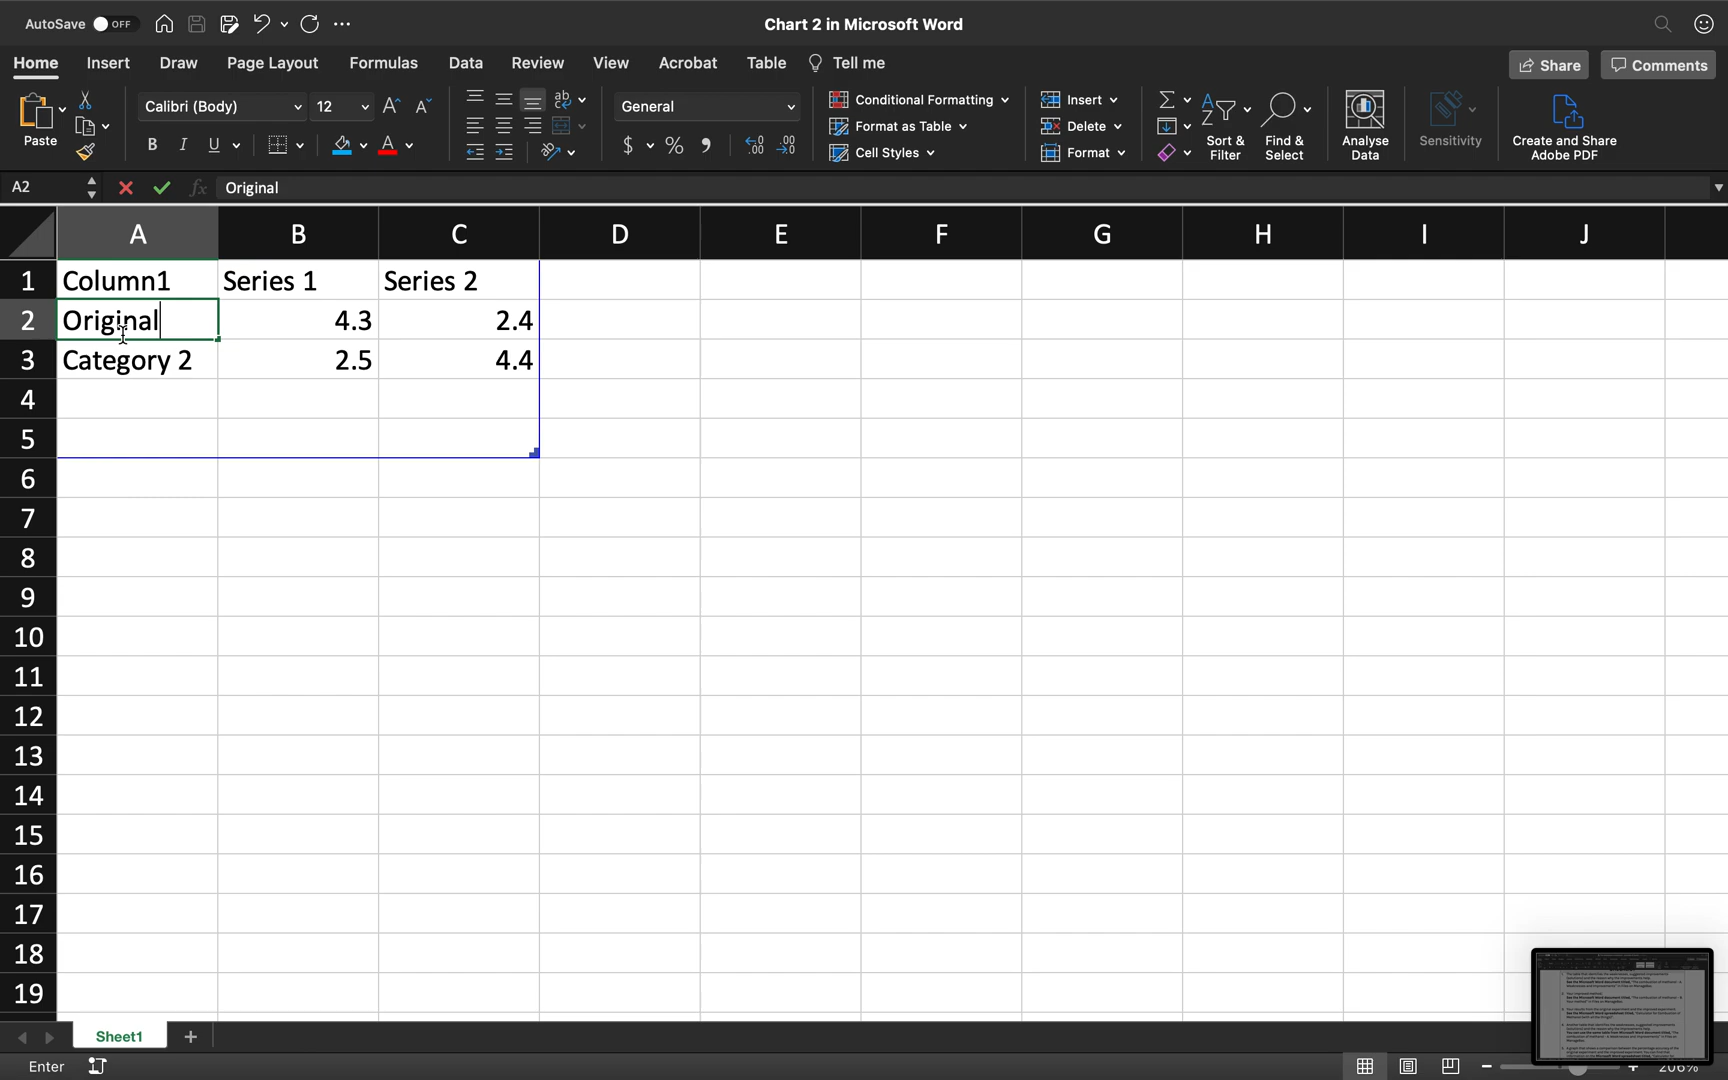 AutoSave OFF Chart 2 in Microsoft Word
Home Insert Draw Page Layout Formulas Data Review View Acrobat Table Tell me Share Comments
Paste Calibri (Body) 12 General Conditional Formatting Insert
Format as Table Delete
Cell Styles Format
B I U $ % Sort & Filter Find & Select Analyse Data Sensitivity Create and Share Adobe PDF
A2 fx Original
A B C D E F G H I J
1 Column1 Series 1 Series 2
2 Original 4.3 2.4
3 Category 2 2.5 4.4
4
5
6
7
8
9
10
11
12
13
14
15
16
17
18
19
Sheet1 +
Enter 206%